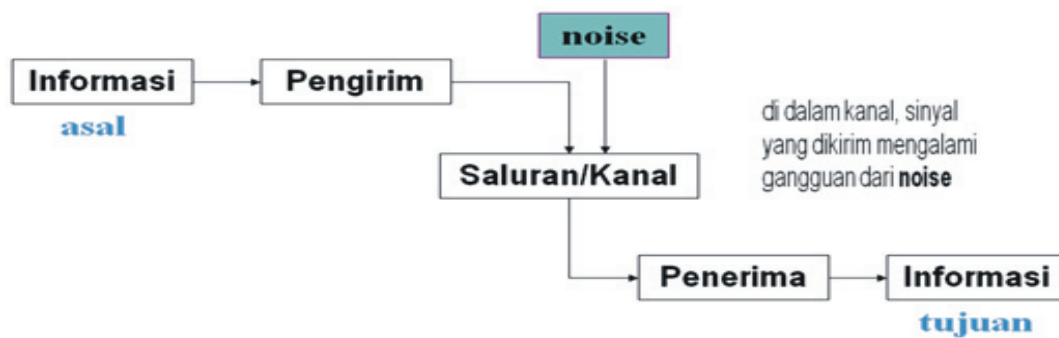 noise
Informasi
Pengirim
asal
di dalam kanal, sinyal
yang dikirim mengalami
gangguan dari noise
Saluran/Kanal
Penerima
Informasi
tujuan